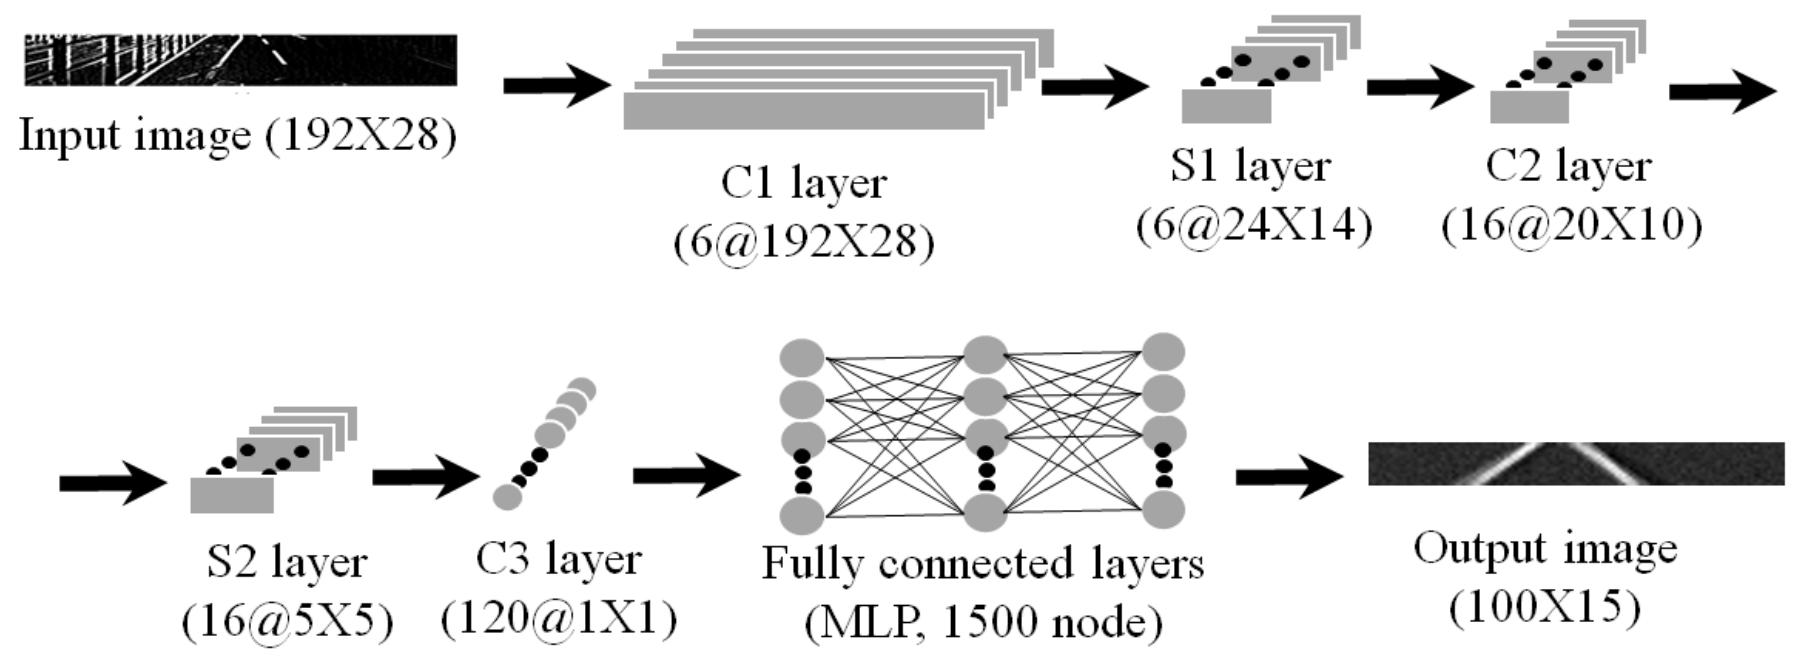 Input image (192X28)
C1 layer
(6@192X28)
S1 layer
(6@24X14)
C2 layer
(16@20X10)
S2 layer
(16@5X5)
C3 layer
(120@1X1)
Fully connected layers
(MLP, 1500 node)
Output image
(100X15)